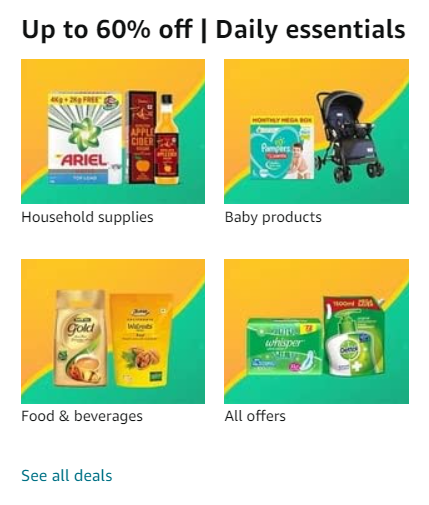 Up to 60% off | Daily essentials
4Kg + 2Kg FREE*
ARIEL
TOP LOAD
APPLE
CIDER
Household supplies
MONTHLY MEGA BOX
Pampers
Baby products
Gold
Walnuts
Food & beverages
whisper
1500ml
Dettol
All offers
See all deals